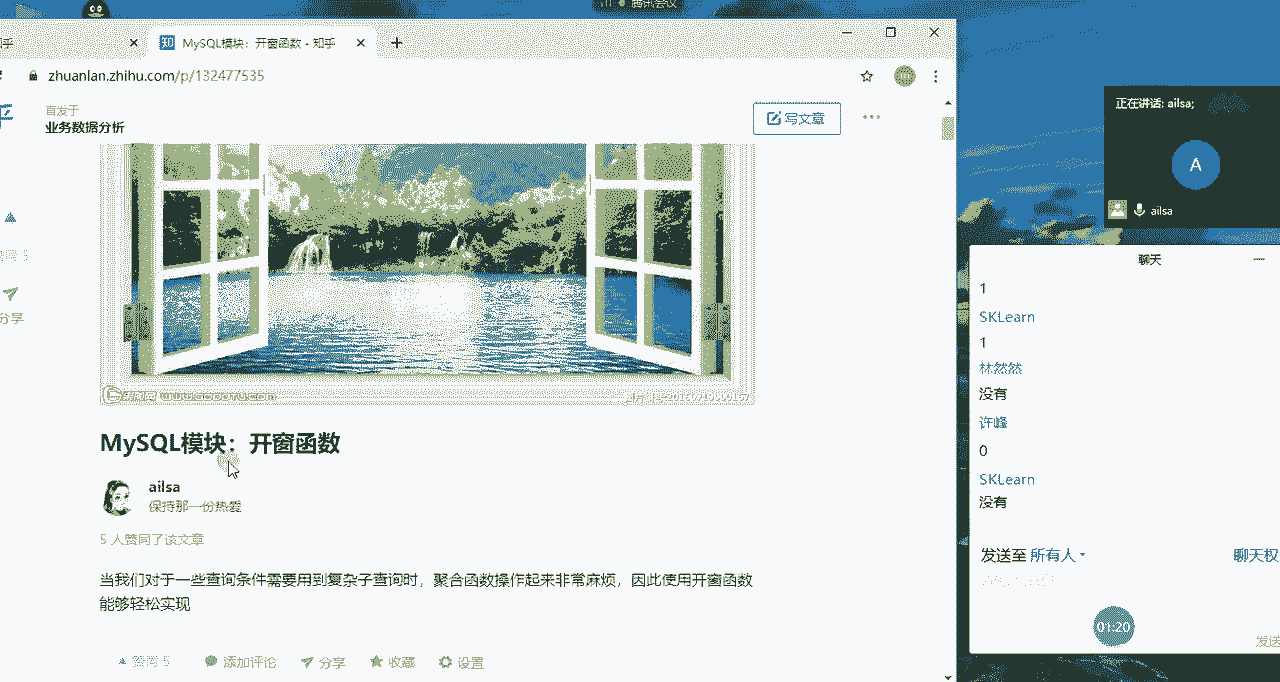 腾讯会议
乎
MySQL模块：开窗函数 - 知乎
zhuanlan.zhihu.com/p/132477535
首发于
业务数据分析
写文章
正在讲话: ailsa;
A
ailsa
聊天
1
SKLearn
1
林然然
没有
许峰
0
SKLearn
没有
发送至 所有人
聊天权
01:20
发送
赞同 5
分享
MySQL模块：开窗函数
ailsa
保持那一份热爱
5 人赞同了该文章
当我们对于一些查询条件需要用到复杂子查询时，聚合函数操作起来非常麻烦，因此使用开窗函数
能够轻松实现
赞同 5
添加评论
分享
收藏
设置